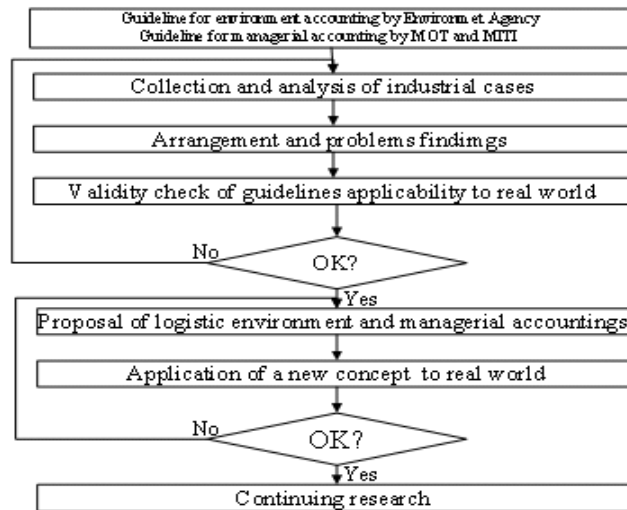 Guideline for environment accounting by Environmet Agency
Guideline for managerial accounting by MOT and MITI
Collection and analysis of industrial cases
Arrangement and problems findimgs
Validity check of guidelines applicability to real world
No
OK?
Yes
Proposal of logistic environment and managerial accountings
Application of a new concept to real world
No
OK?
Yes
Continuing research